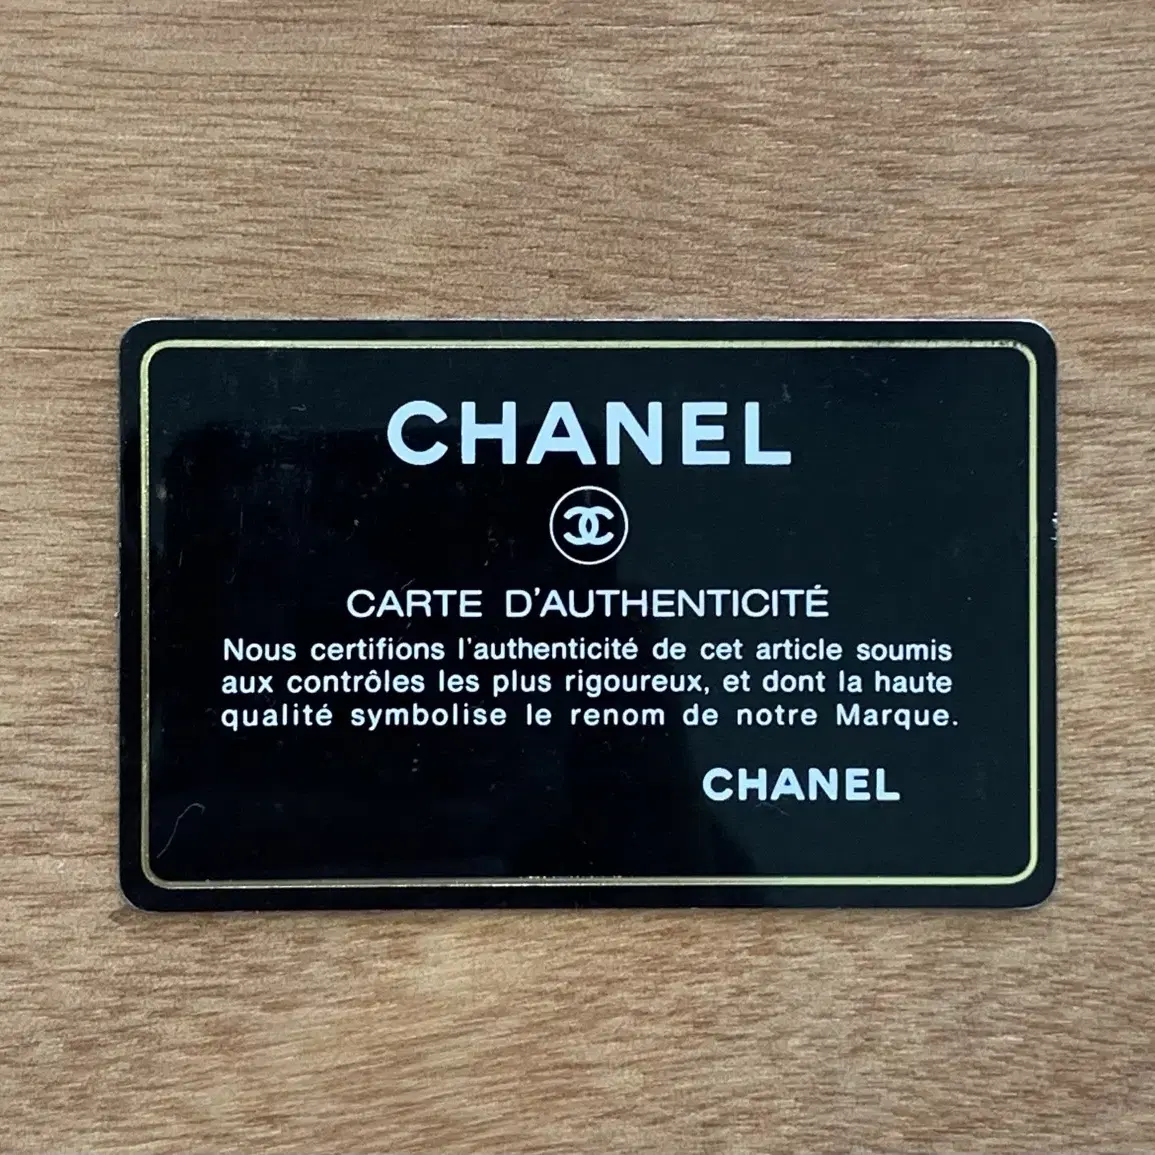 CHANEL
CARTE D'AUTHENTICITÉ
Nous certifions l'authenticité de cet article soumis
aux contrôles les plus rigoureux, et dont la haute
qualité symbolise le renom de notre Marque.
CHANEL